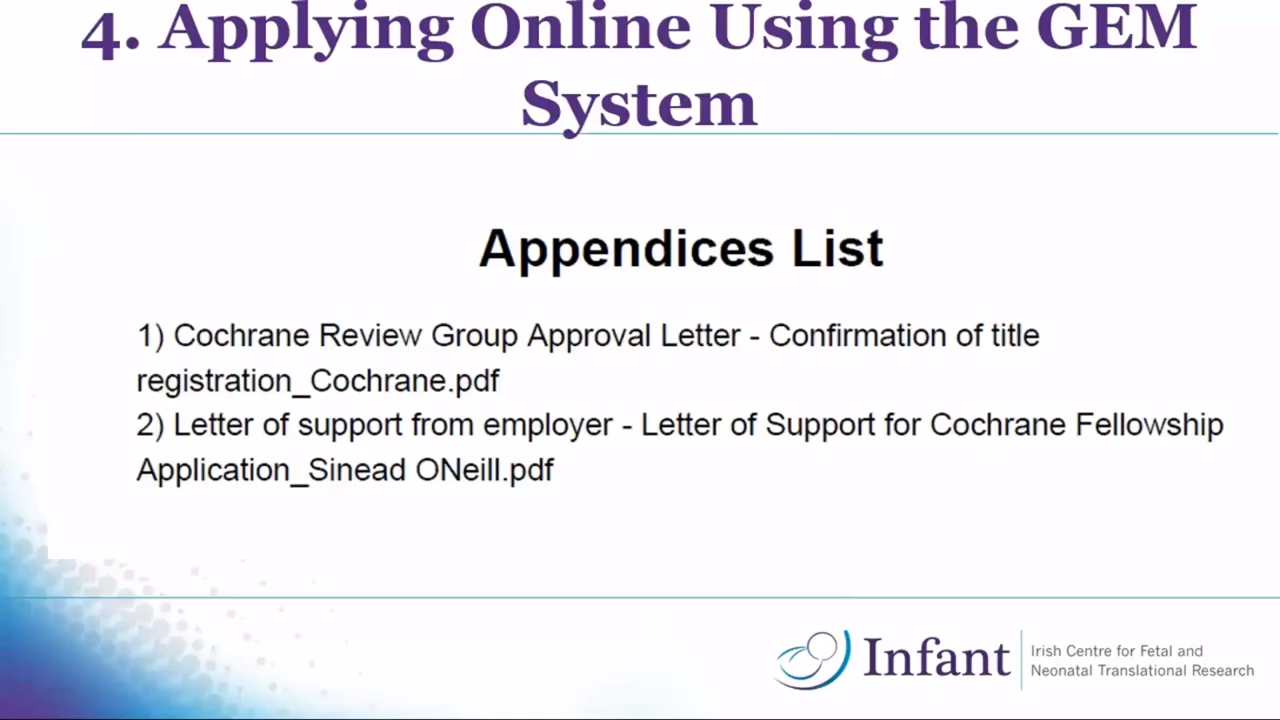 4. Applying Online Using the GEM
System
Appendices List
1) Cochrane Review Group Approval Letter - Confirmation of title
registration_Cochrane.pdf
2) Letter of support from employer - Letter of Support for Cochrane Fellowship
Application_Sinead ONeill.pdf
Infant
Irish Centre for Fetal and
Neonatal Translational Research